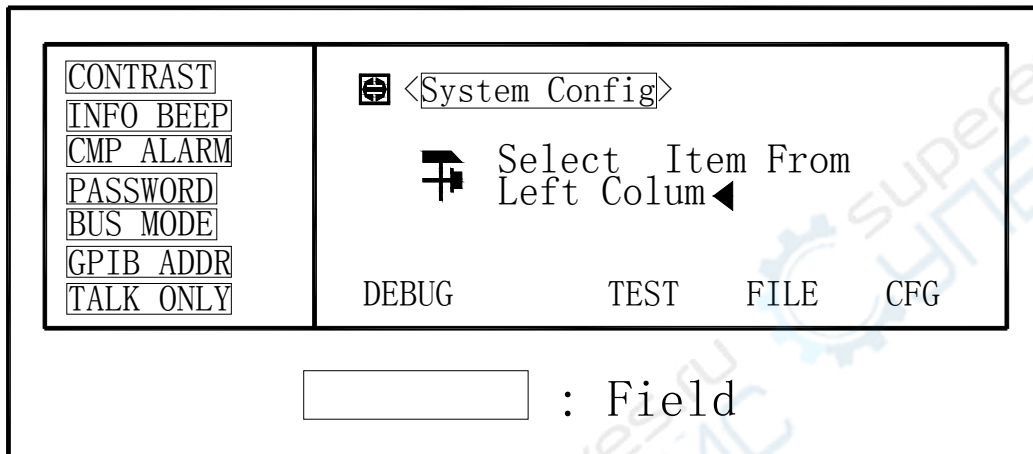 CONTRAST
INFO BEEP
CMP ALARM
PASSWORD
BUS MODE
GPIB ADDR
TALK ONLY
<System Config>
Select Item From
Left Colum
DEBUG TEST FILE CFG
: Field